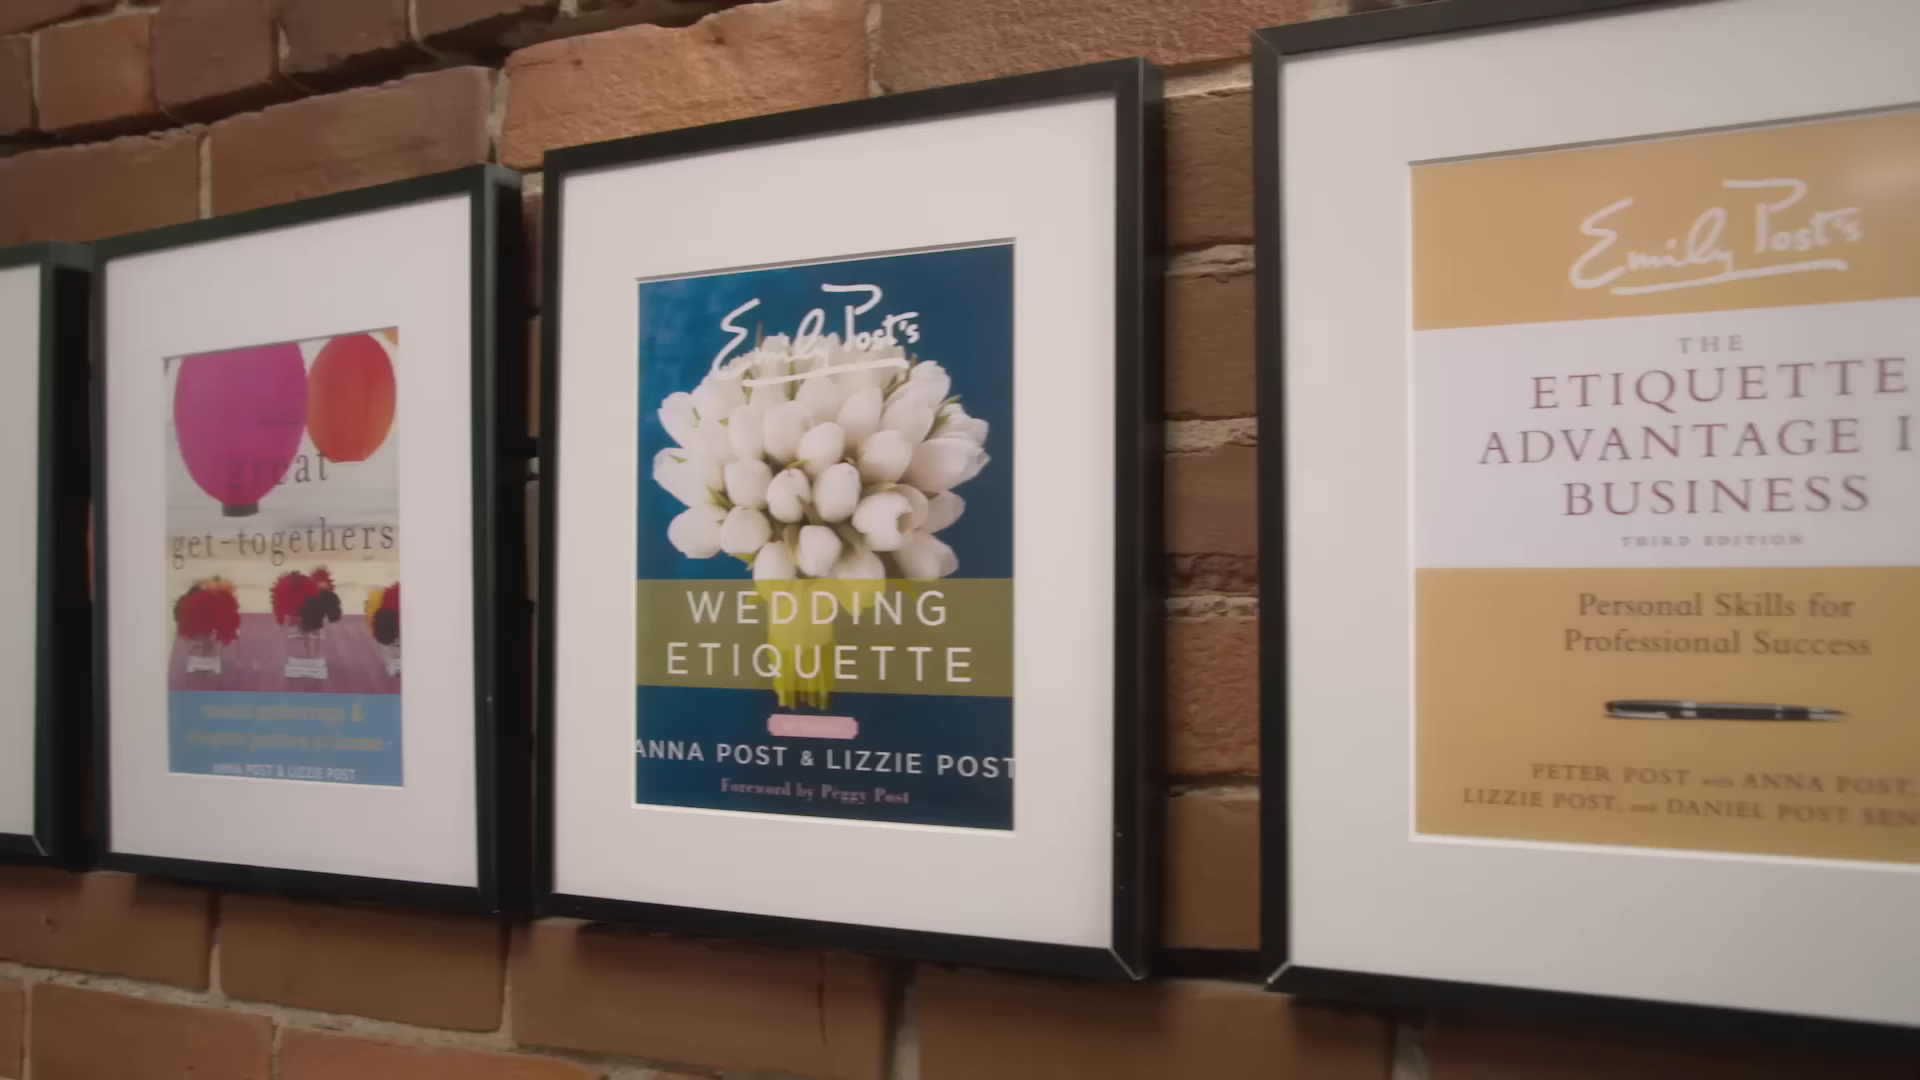 great
get-togethers
ANNA POST & LIZZIE POST
Emily Post's
WEDDING
ETIQUETTE
ANNA POST & LIZZIE POST
Foreword by Peggy Post
Emily Post's
THE
ETIQUETTE
ADVANTAGE I
BUSINESS
THIRD EDITION
Personal Skills for
Professional Success
PETER POST with ANNA POST,
LIZZIE POST, and DANIEL POST SEN